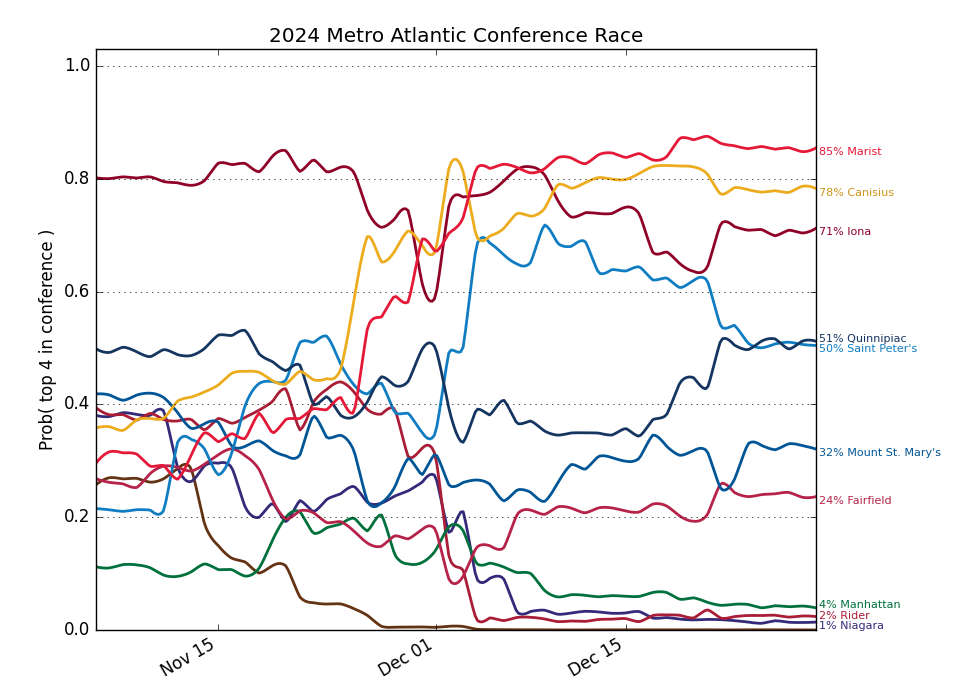 2024 Metro Atlantic Conference Race
Prob( top 4 in conference )
1.0
0.8
0.6
0.4
0.2
0.0
Nov 15
Dec 01
Dec 15
85% Marist
78% Canisius
71% Iona
51% Quinnipiac
50% Saint Peter's
32% Mount St. Mary's
24% Fairfield
4% Manhattan
2% Rider
1% Niagara